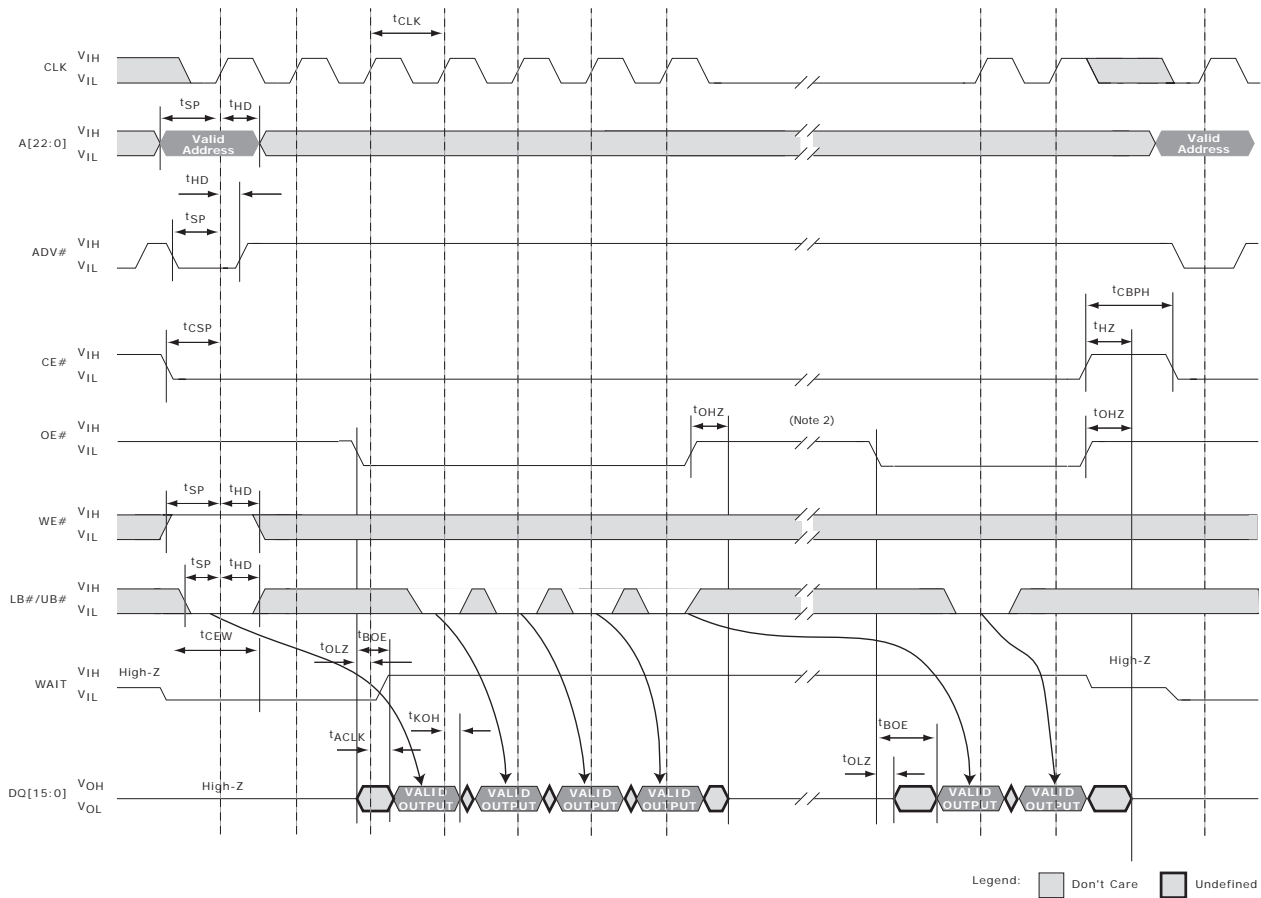 tCLK
CLK
VIH
VIL
tSP
tHD
A[22:0]
VIH
VIL
Valid
Address
Valid
Address
tHD
tSP
ADV#
VIH
VIL
tCBPH
tCSP
tHZ
CE#
VIH
VIL
tOHZ
(Note 2)
tOHZ
OE#
VIH
VIL
tSP
tHD
WE#
VIH
VIL
tSP
tHD
LB#/UB#
VIH
VIL
tCEW
tBOE
tOLZ
High-Z
High-Z
WAIT
VIH
VIL
tKOH
tACLK
tBOE
tOLZ
DQ[15:0]
VOH
VOL
High-Z
VALID
OUTPUT
VALID
OUTPUT
VALID
OUTPUT
VALID
OUTPUT
VALID
OUTPUT
VALID
OUTPUT
Legend:
Don't Care
Undefined